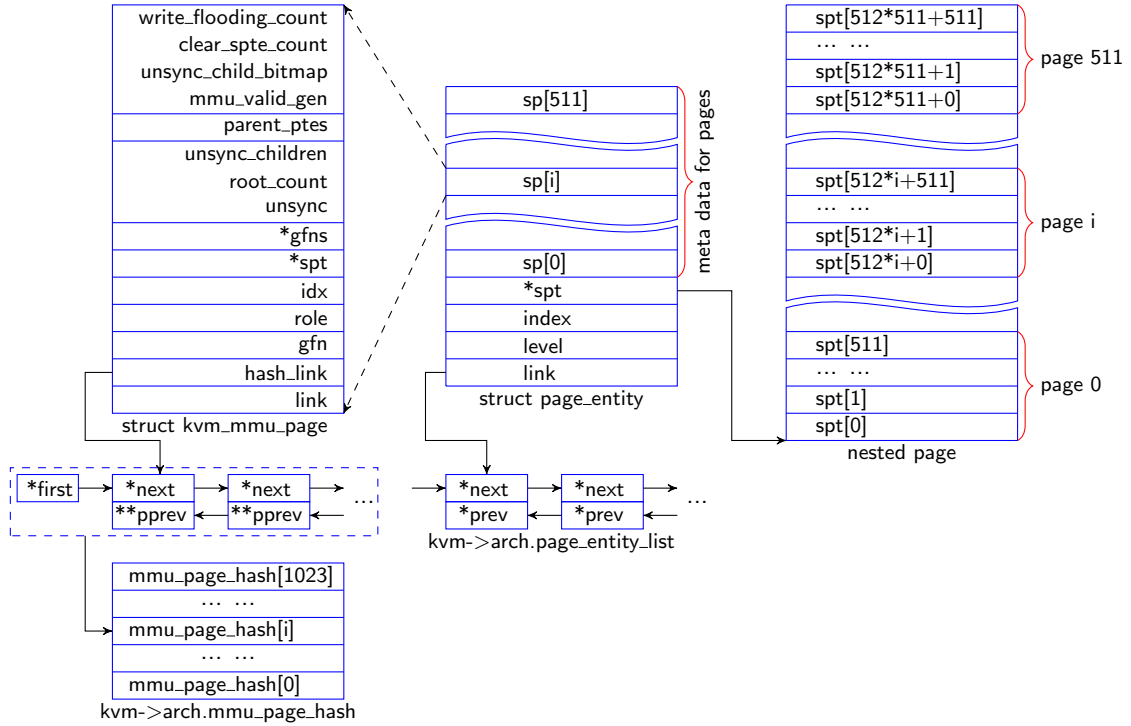 write_flooding_count
clear_spte_count
unsync_child_bitmap
mmu_valid_gen
parent_ptes
unsync_children
root_count
unsync
*gfns
*spt
idx
role
gfn
hash_link
link
struct kvm_mmu_page
sp[511]
sp[i]
sp[0]
*spt
index
level
link
struct page_entity
meta data for pages
spt[512*511+511]
... ...
spt[512*511+1]
spt[512*511+0]
page 511
spt[512*i+511]
... ...
spt[512*i+1]
spt[512*i+0]
page i
spt[511]
... ...
spt[1]
spt[0]
page 0
nested page
*first
*next
*next
...
**pprev
**pprev
*next
*next
...
*prev
*prev
kvm->arch.page_entity_list
mmu_page_hash[1023]
... ...
mmu_page_hash[i]
... ...
mmu_page_hash[0]
kvm->arch.mmu_page_hash